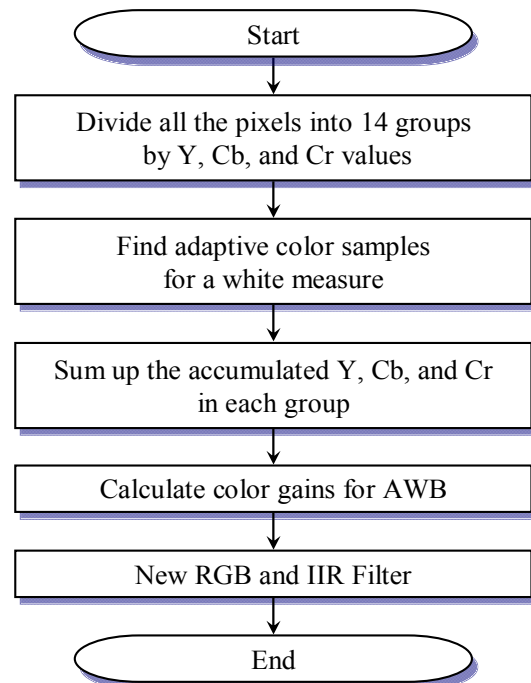 Start
Divide all the pixels into 14 groups
by Y, Cb, and Cr values
Find adaptive color samples
for a white measure
Sum up the accumulated Y, Cb, and Cr
in each group
Calculate color gains for AWB
New RGB and IIR Filter
End